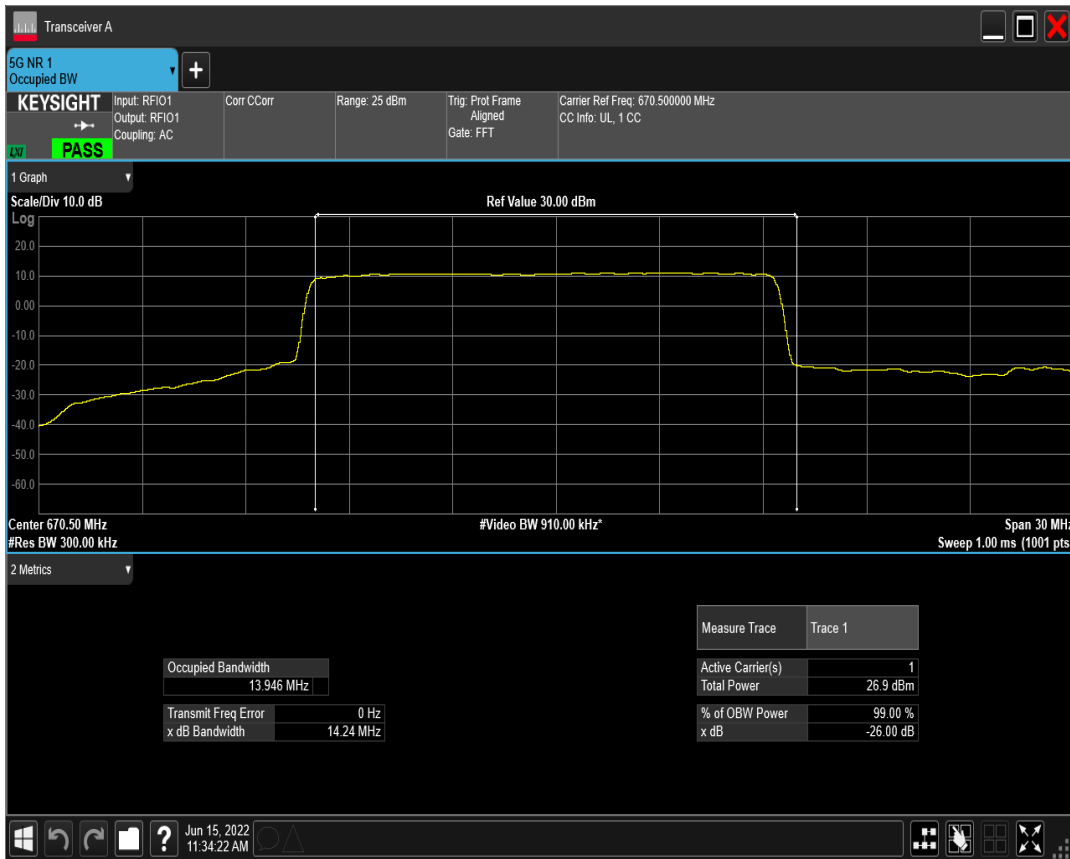 Transceiver A
5G NR 1
Occupied BW
KEYSIGHT
LXI
PASS
Input: RFIO1
Output: RFIO1
Coupling: AC
Corr CCorr
Range: 25 dBm
Trig: Prot Frame
Aligned
Gate: FFT
Carrier Ref Freq: 670.500000 MHz
CC Info: UL, 1 CC
1 Graph
Scale/Div 10.0 dB
Ref Value 30.00 dBm
Log
20.0
10.0
0.00
-10.0
-20.0
-30.0
-40.0
-50.0
-60.0
Center 670.50 MHz
#Video BW 910.00 kHz*
Span 30 MHz
#Res BW 300.00 kHz
Sweep 1.00 ms (1001 pts
2 Metrics
Measure Trace Trace 1
Occupied Bandwidth
13.946 MHz
Active Carrier(s) 1
Total Power 26.9 dBm
Transmit Freq Error 0 Hz
x dB Bandwidth 14.24 MHz
% of OBW Power 99.00 %
x dB -26.00 dB
?
Jun 15, 2022
11:34:22 AM